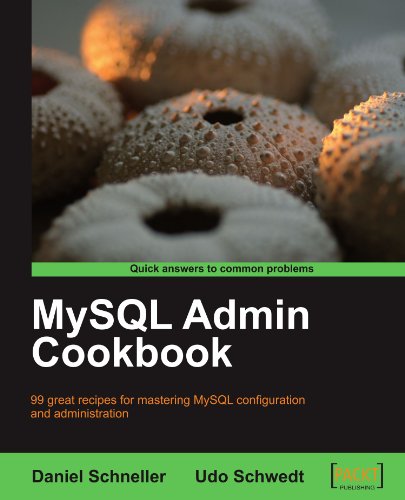 Quick answers to common problems
MySQL Admin
Cookbook
99 great recipes for mastering MySQL configuration
and administration
Daniel Schneller Udo Schwedt
[PACKT]
PUBLISHING